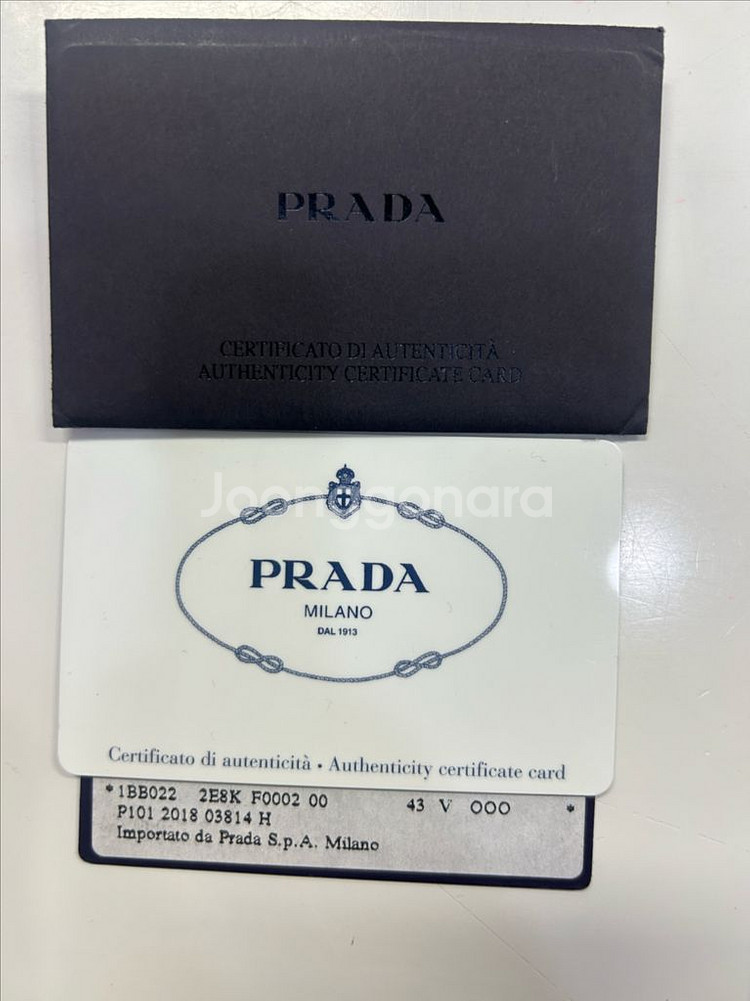 PRADA
CERTIFICATO DI AUTENTICITÀ
AUTHENTICITY CERTIFICATE CARD
Joonggonara
PRADA
MILANO
DAL 1913
Certificato di autenticità • Authenticity certificate card
*1BB022 2E8K F0002 00 43 V OOO *
P101 2018 03814 H
Importato da Prada S.p.A. Milano